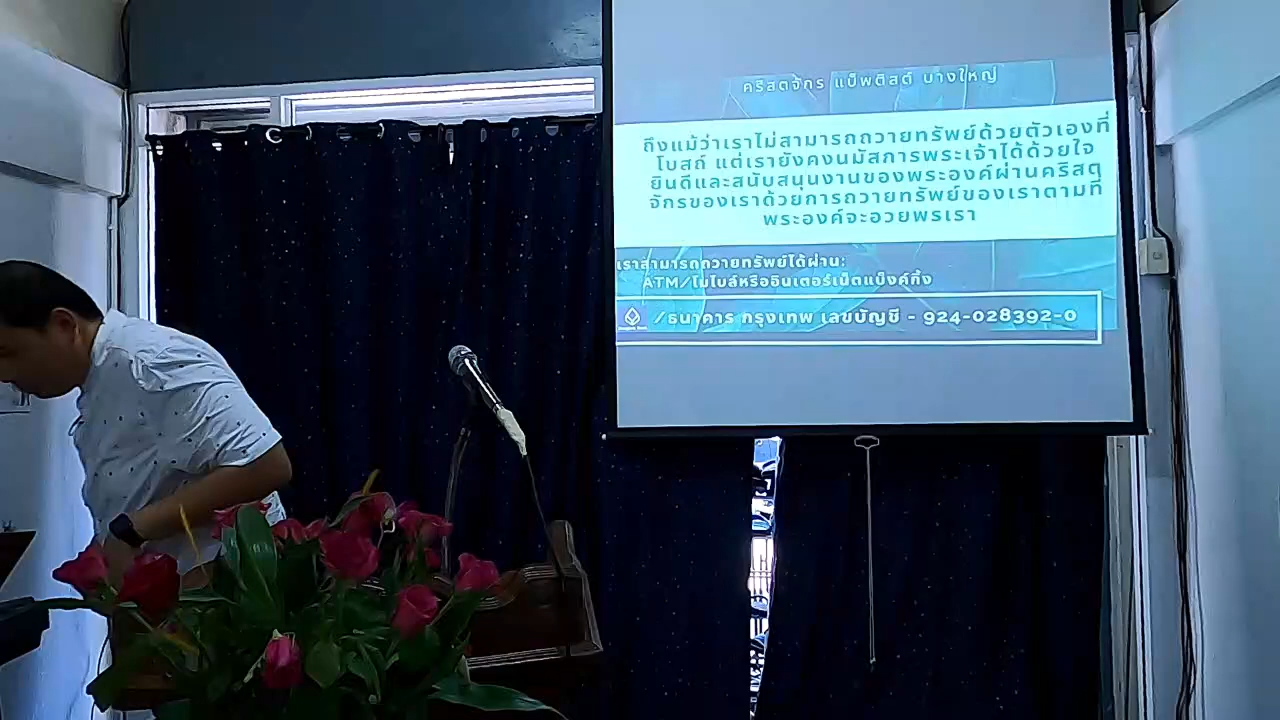 คริสตจักร แบ๊พติสต์ บางใหญ่
ถึงแม้ว่าเราไม่สามารถถวายทรัพย์ด้วยตัวเองที่
โบสถ์ แต่เรายังคงนมัสการพระเจ้าได้ด้วยใจ
ยินดีและสนับสนุนงานของพระองค์ผ่านคริสต
จักรของเราด้วยการถวายทรัพย์ของเราตามที่
พระองค์จะอวยพรเรา
เราสามารถถวายทรัพย์ได้ผ่าน:
ATM/โมไบล์หรืออินเตอร์เน็ตแบ็งค์กิ้ง
/ธนาคาร กรุงเทพ เลขบัญชี - 924-028392-0